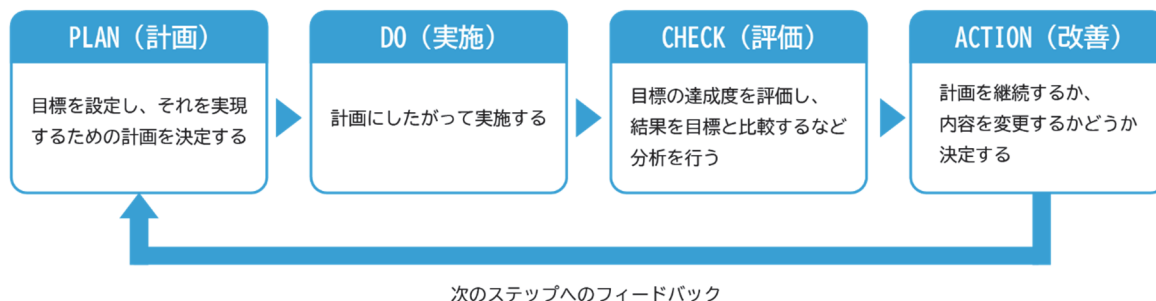 PLAN（計画）
目標を設定し、それを実現
するための計画を決定する
DO（実施）
計画にしたがって実施する
CHECK（評価）
目標の達成度を評価し、
結果を目標と比較するなど
分析を行う
ACTION（改善）
計画を継続するか、
内容を変更するかどうか
決定する
次のステップへのフィードバック